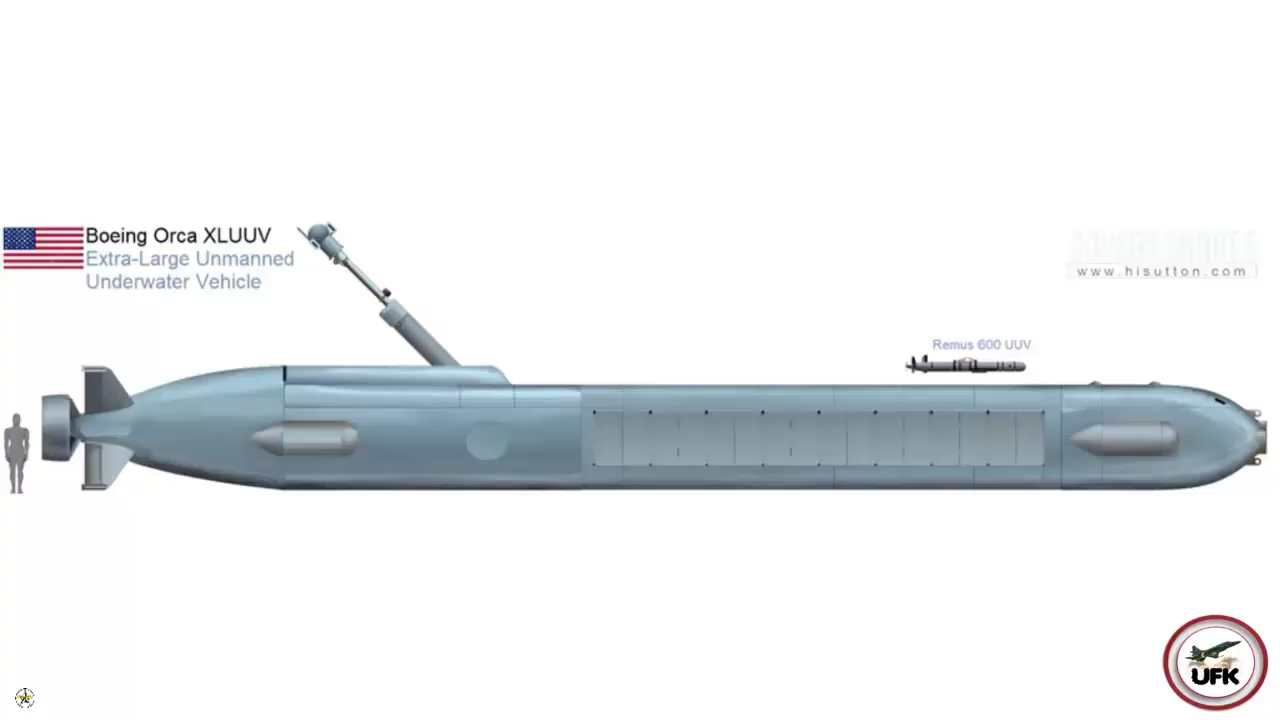 Boeing Orca XLUUV
Extra-Large Unmanned
Underwater Vehicle
www.hisutton.com
Remus 600 UUV
UFK